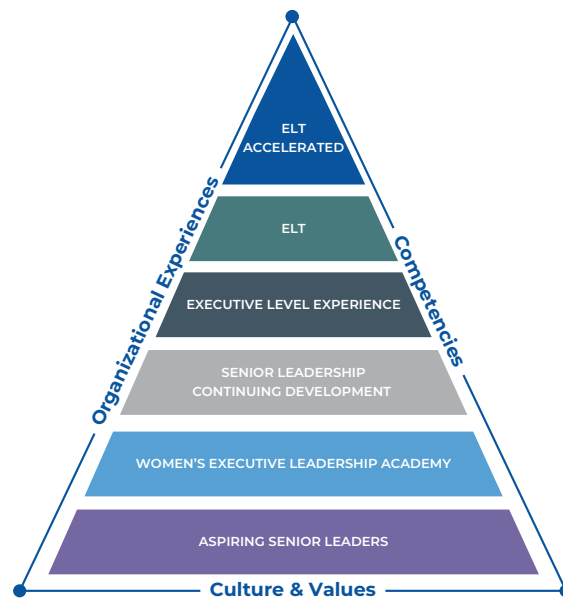 ELT
ACCELERATED
ELT
EXECUTIVE LEVEL EXPERIENCE
SENIOR LEADERSHIP
CONTINUING DEVELOPMENT
WOMEN'S EXECUTIVE LEADERSHIP ACADEMY
ASPIRING SENIOR LEADERS
Organizational Experiences
Competencies
Culture & Values